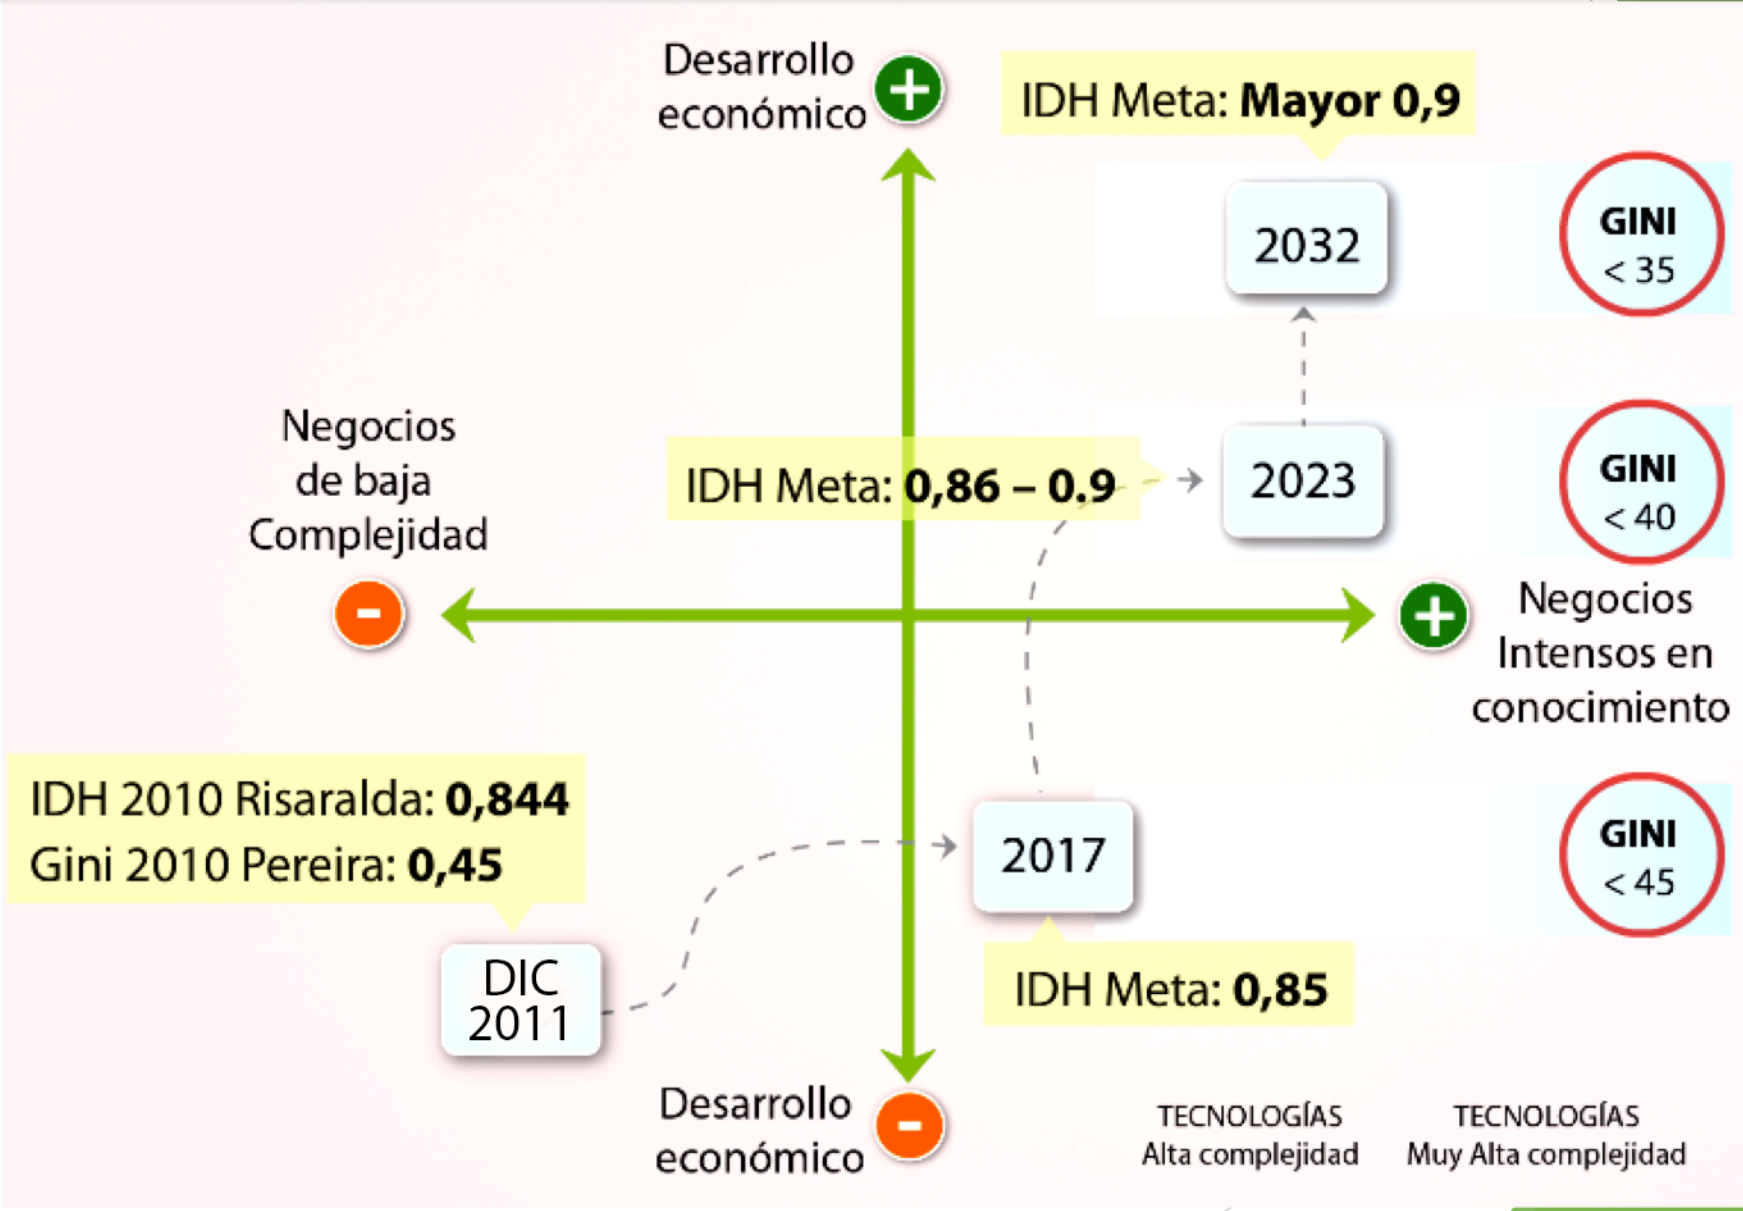 Desarrollo
económico
+
IDH Meta: Mayor 0,9
2032
GINI
< 35
Negocios
de baja
Complejidad
-
IDH Meta: 0,86 – 0.9
2023
GINI
< 40
+
Negocios
Intensos en
conocimiento
IDH 2010 Risaralda: 0,844
Gini 2010 Pereira: 0,45
DIC
2011
2017
IDH Meta: 0,85
GINI
< 45
Desarrollo
económico
-
TECNOLOGÍAS
Alta complejidad
TECNOLOGÍAS
Muy Alta complejidad